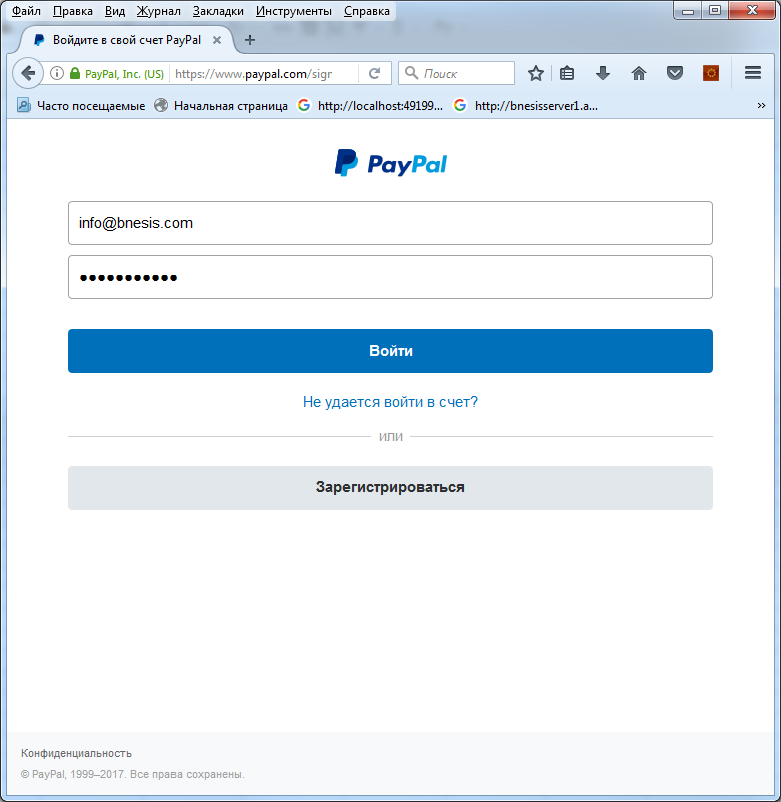 Файл Правка Вид Журнал Закладки Инструменты Справка
Войдите в свой счет PayPal
PayPal, Inc. (US) https://www.paypal.com/sigr Поиск
Часто посещаемые Начальная страница http://localhost:49199... http://bnesisserver1.a...
PayPal
info@bnesis.com
●●●●●●●●●●●
Войти
Не удается войти в счет?
или
Зарегистрироваться
Конфиденциальность
© PayPal, 1999–2017. Все права сохранены.